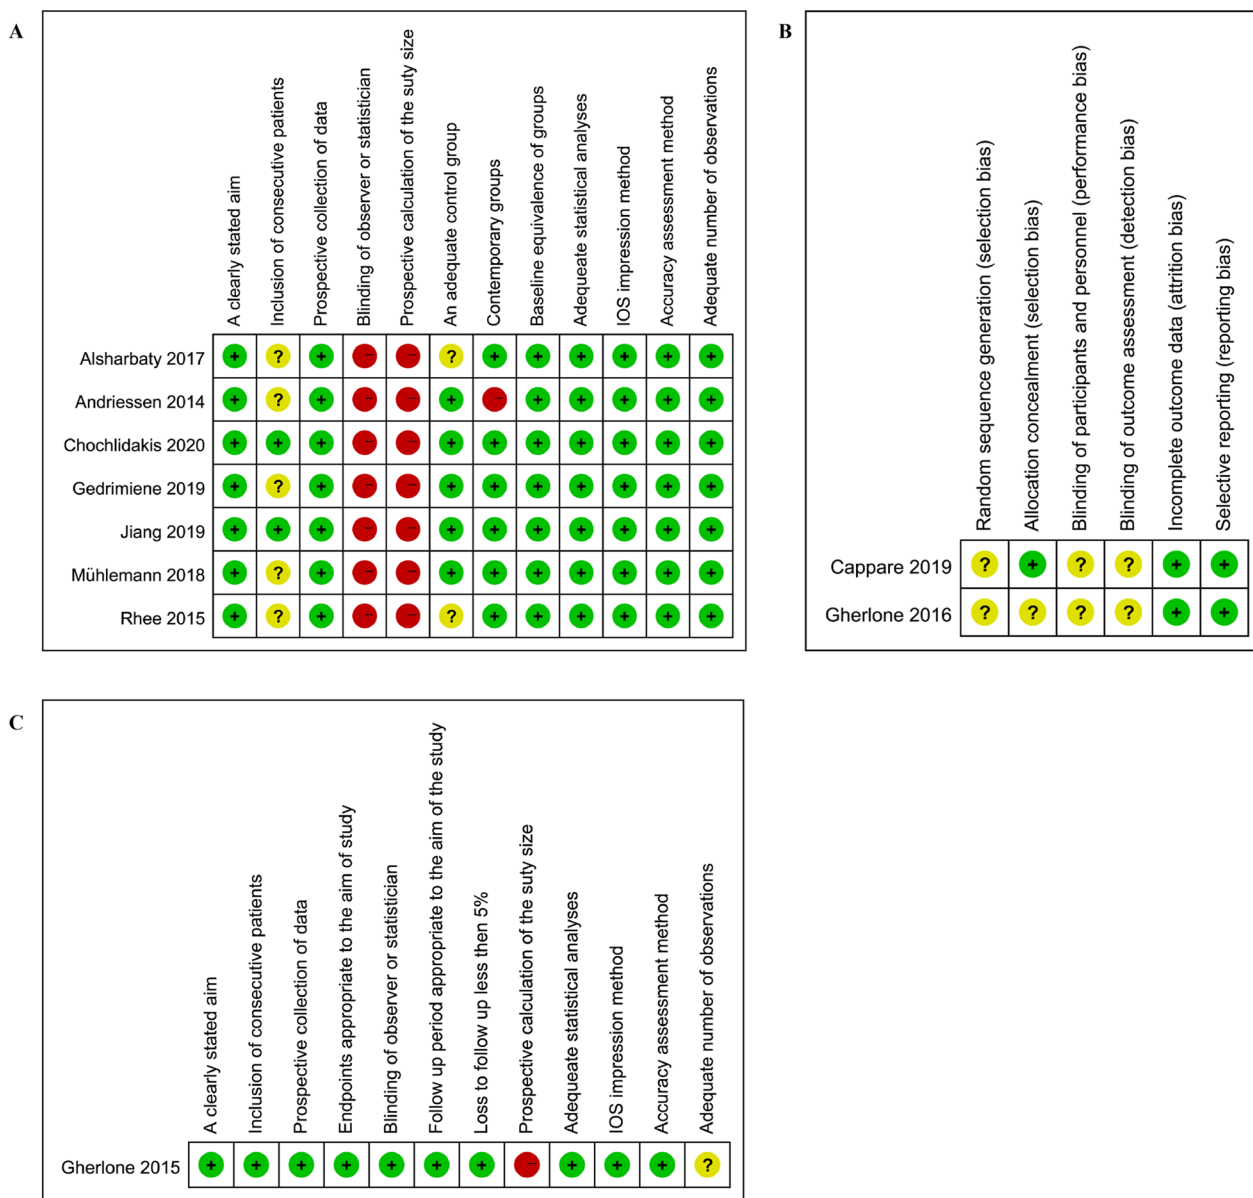 A
A clearly stated aim
Inclusion of consecutive patients
Prospective collection of data
Blinding of observer or statistician
Prospective calculation of the suty size
An adequate control group
Contemporary groups
Baseline equivalence of groups
Adequeate statistical analyses
IOS impression method
Accuracy assessment method
Adequate number of observations
Alsharbaty 2017 + ? + - - ? + + + + + +
Andriessen 2014 + ? + - - + - + + + + +
Chochlidakis 2020 + + + - - + + + + + + +
Gedrimiene 2019 + ? + - - + + + + + + +
Jiang 2019 + + + - - + + + + + + +
Mühlemann 2018 + ? + - - + + + + + + +
Rhee 2015 + ? + - - ? + + + + + +
B
Random sequence generation (selection bias)
Allocation concealment (selection bias)
Blinding of participants and personnel (performance bias)
Blinding of outcome assessment (detection bias)
Incomplete outcome data (attrition bias)
Selective reporting (reporting bias)
Cappare 2019 ? + ? ? + +
Gherlone 2016 ? ? ? ? + +
C
A clearly stated aim
Inclusion of consecutive patients
Prospective collection of data
Endpoints appropriate to the aim of study
Blinding of observer or statistician
Follow up period appropriate to the aim of the study
Loss to follow up less then 5%
Prospective calculation of the suty size
Adequeate statistical analyses
IOS impression method
Accuracy assessment method
Adequate number of observations
Gherlone 2015 + + + + + + + - + + + ?